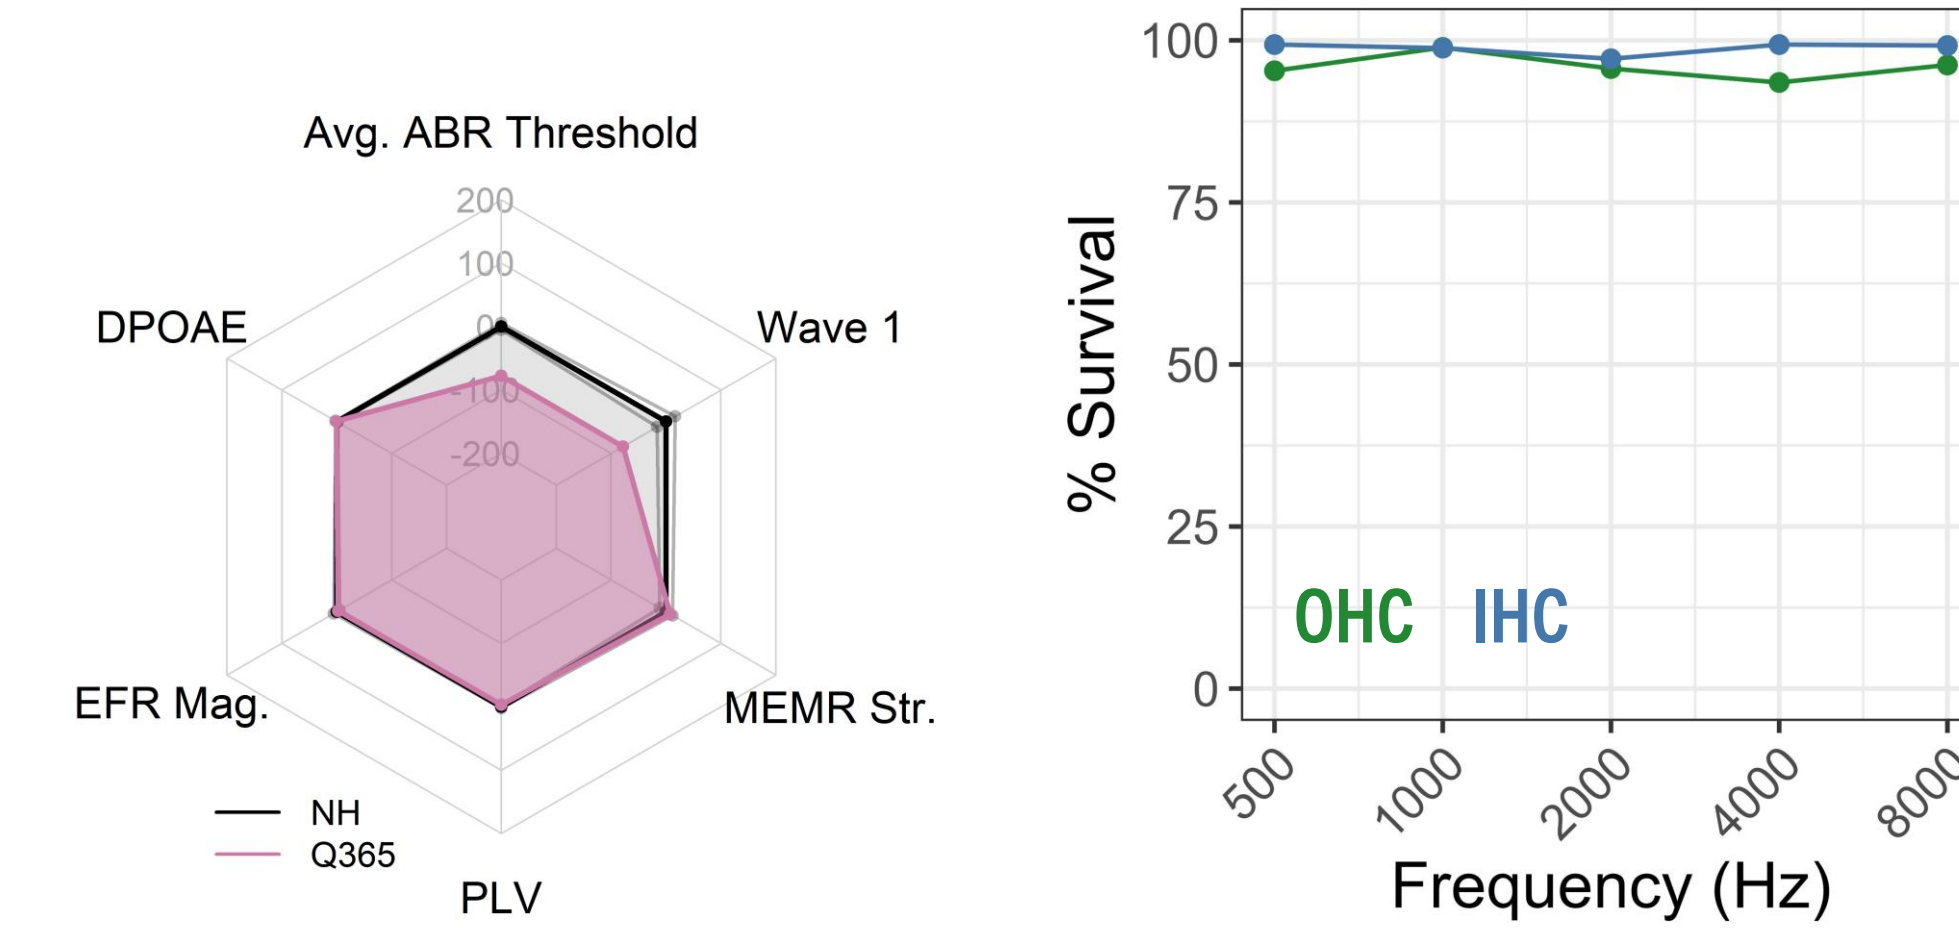 Avg. ABR Threshold
200
100
0
-100
-200
DPOAE
Wave 1
EFR Mag.
MEMR Str.
PLV
NH
Q365
% Survival
100
75
50
25
0
OHC IHC
500
1000
2000
4000
8000
Frequency (Hz)